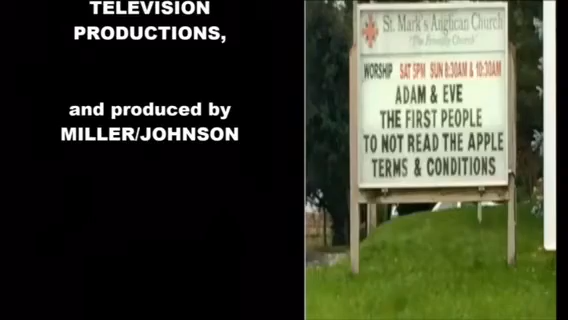 TELEVISION
PRODUCTIONS,
and produced by
MILLER/JOHNSON
St. Mark's Anglican Church
"The Friendly Church"
WORSHIP SAT 5PM SUN 8:30AM & 10:30AM
ADAM & EVE
THE FIRST PEOPLE
TO NOT READ THE APPLE
TERMS & CONDITIONS